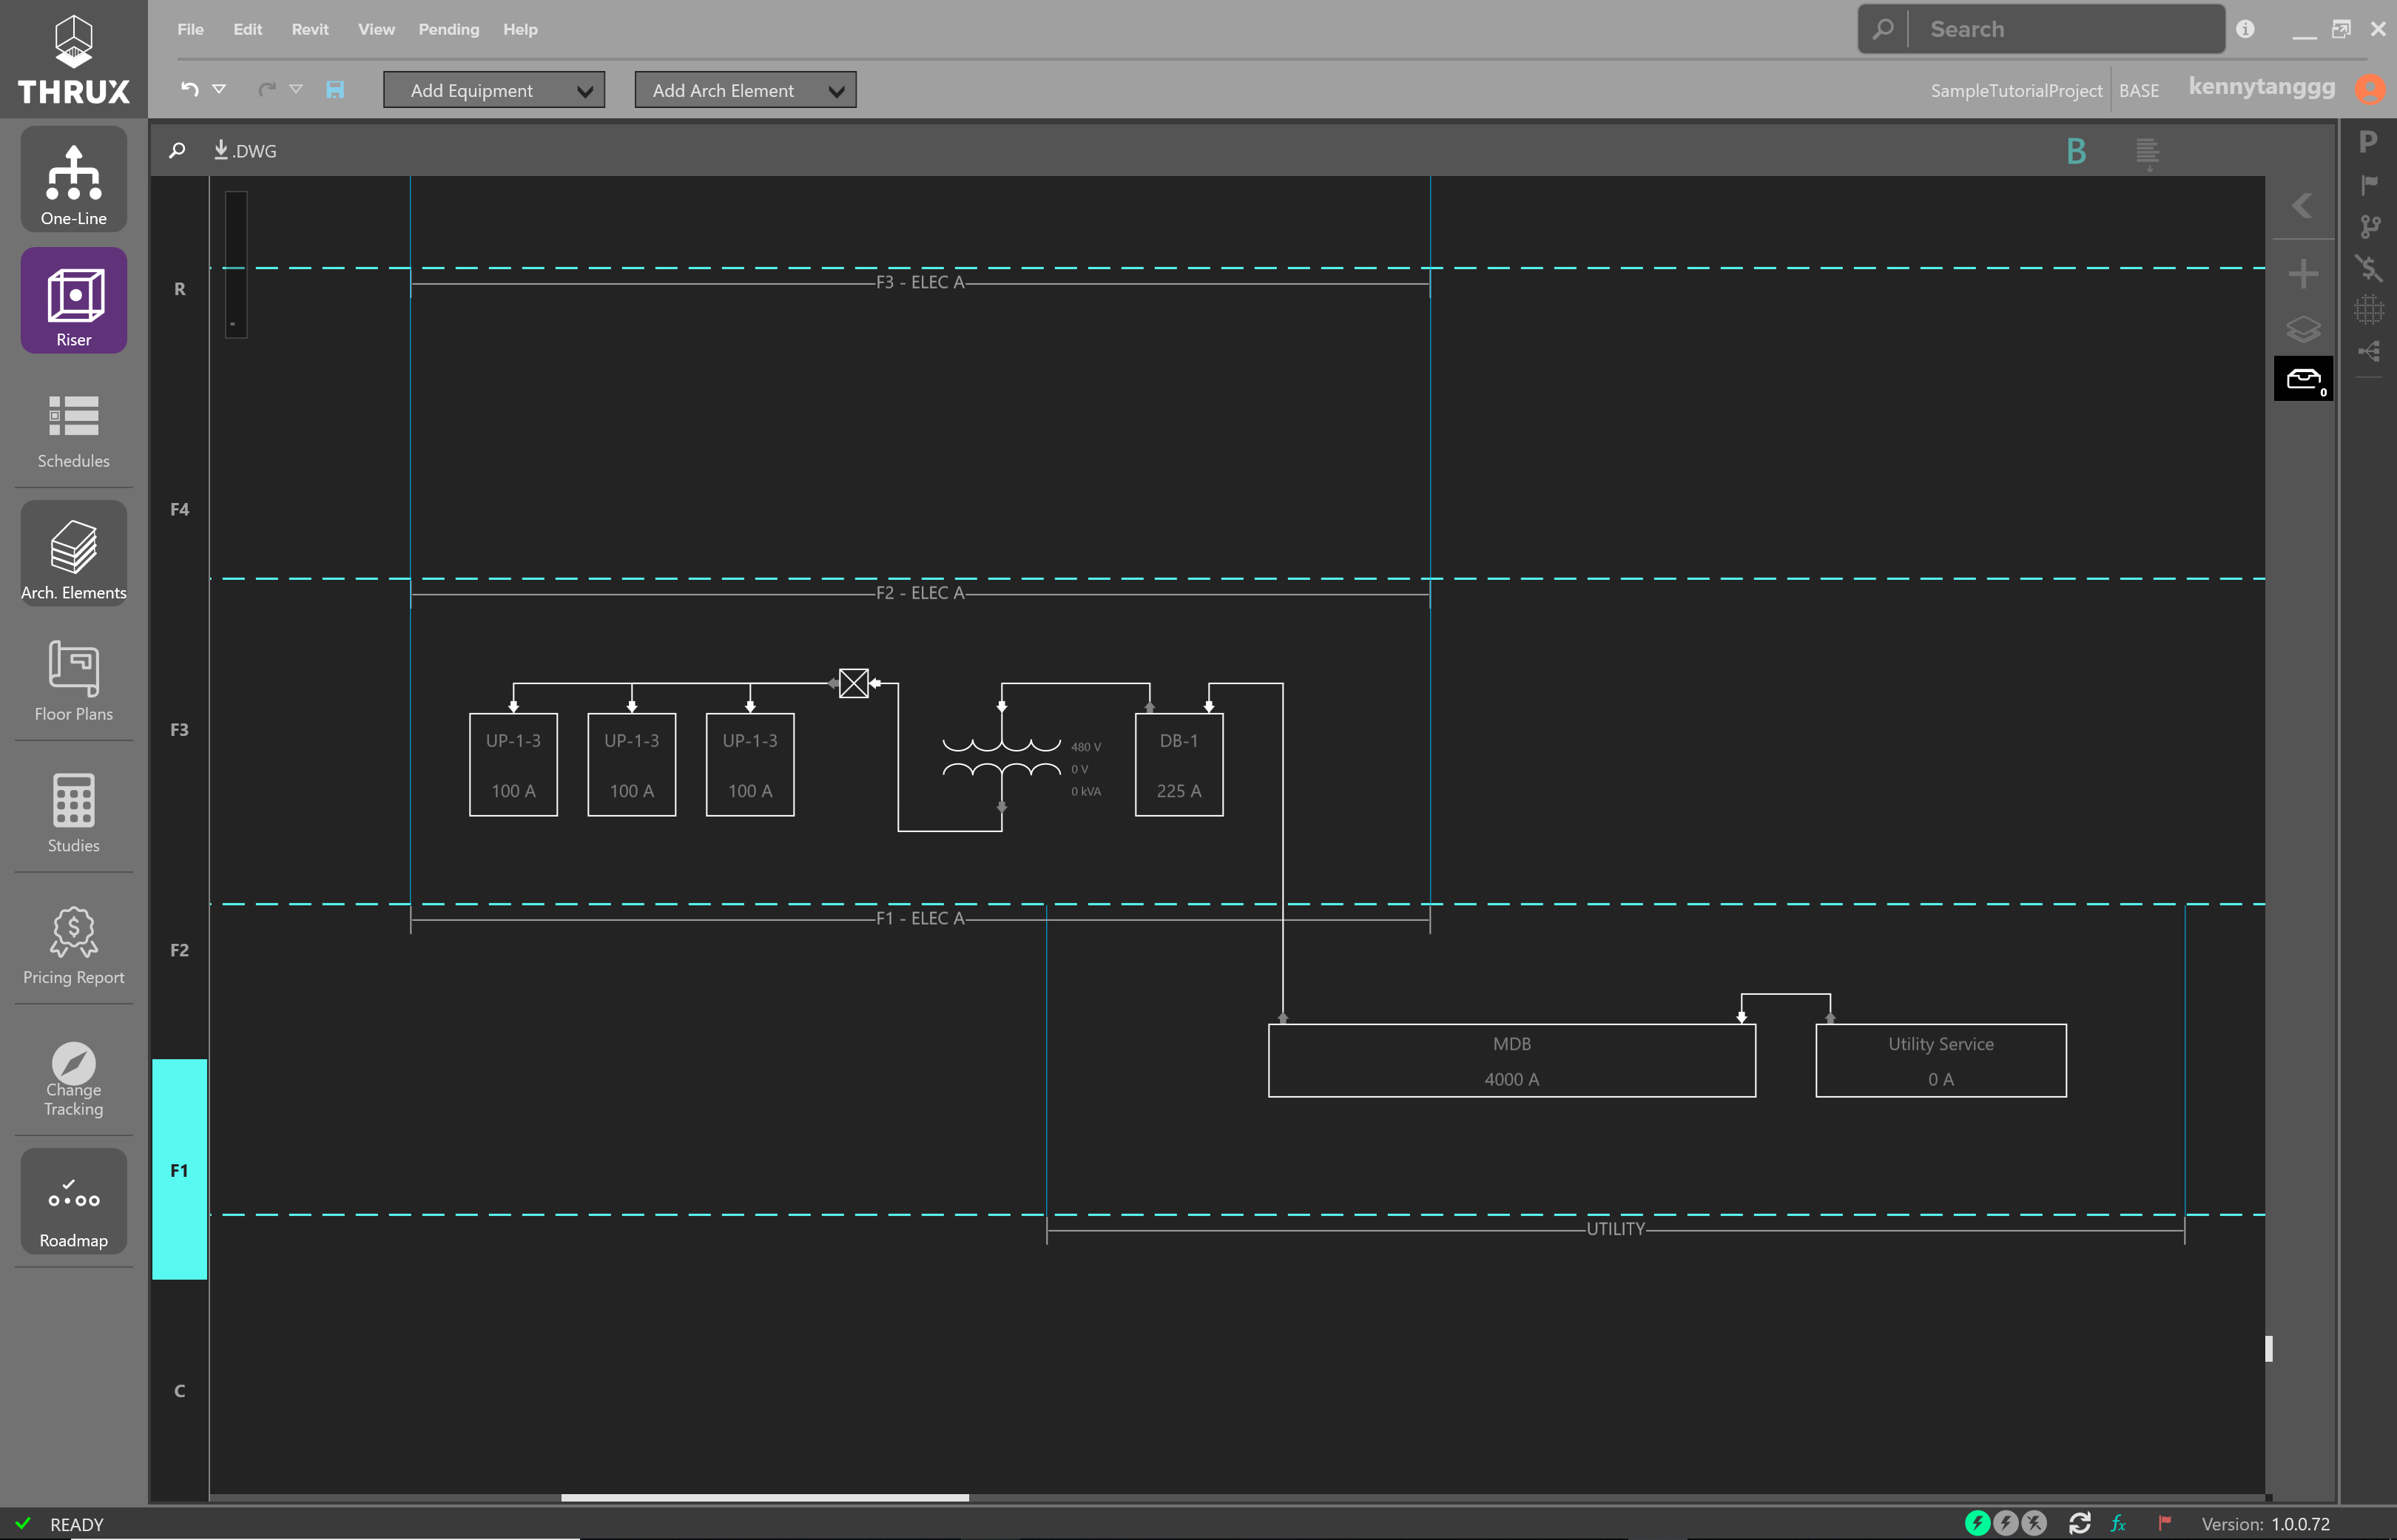 THRUX
File Edit Revit View Pending Help
Search
Add Equipment
Add Arch Element
SampleTutorialProject BASE kennytanggg
One-Line
Riser
Schedules
Arch. Elements
Floor Plans
Studies
Pricing Report
Change
Tracking
Roadmap
.DWG
B
P
0
R
F4
F3
F2
F1
C
F3 - ELEC A
F2 - ELEC A
UP-1-3
100 A
UP-1-3
100 A
UP-1-3
100 A
480 V
0 V
0 kVA
DB-1
225 A
F1 - ELEC A
MDB
4000 A
Utility Service
0 A
UTILITY
READY
fx
Version: 1.0.0.72